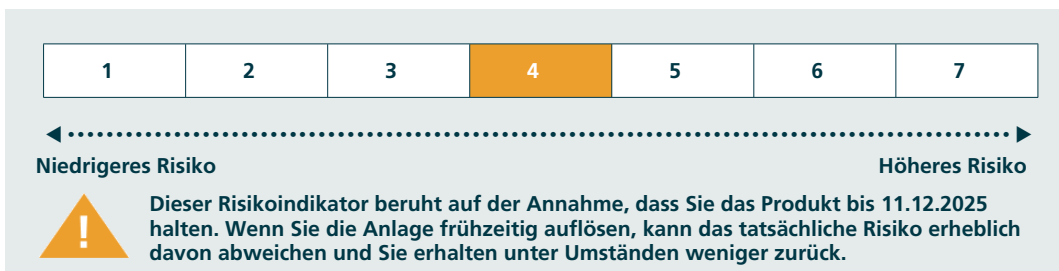 1 2 3 4 5 6 7
Niedrigeres Risiko Höheres Risiko
!
Dieser Risikoindikator beruht auf der Annahme, dass Sie das Produkt bis 11.12.2025
halten. Wenn Sie die Anlage frühzeitig auflösen, kann das tatsächliche Risiko erheblich
davon abweichen und Sie erhalten unter Umständen weniger zurück.